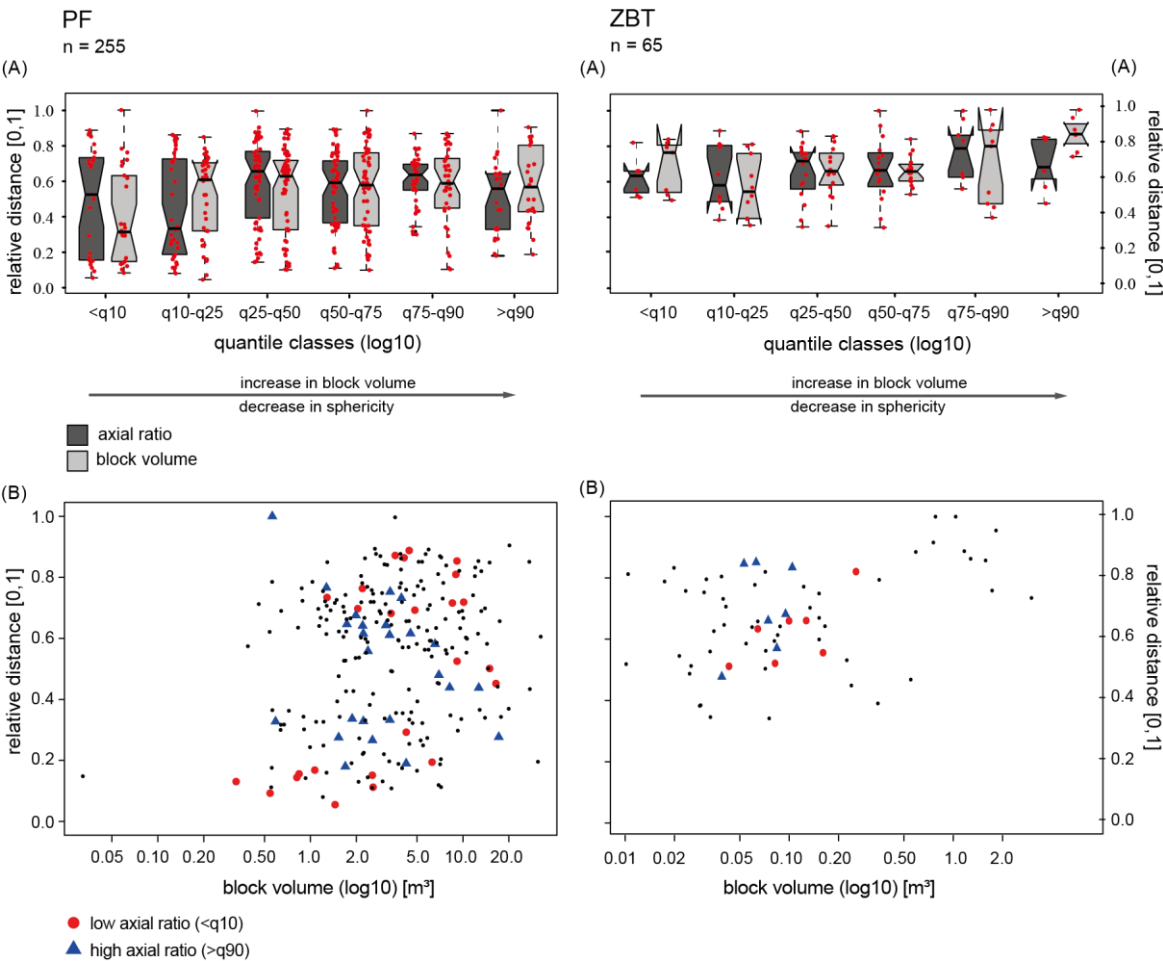 PF
n = 255
(A)
relative distance [0,1]
1.0
0.8
0.6
0.4
0.2
0.0
<q10 q10-q25 q25-q50 q50-q75 q75-q90 >q90
quantile classes (log10)
increase in block volume
decrease in sphericity
axial ratio
block volume
ZBT
n = 65
(A)
(A)
relative distance [0,1]
1.0
0.8
0.6
0.4
0.2
0.0
relative distance [0,1]
<q10 q10-q25 q25-q50 q50-q75 q75-q90 >q90
quantile classes (log10)
increase in block volume
decrease in sphericity
(B)
relative distance [0,1]
1.0
0.8
0.6
0.4
0.2
0.0
0.05 0.10 0.20 0.50 1.0 2.0 5.0 10.0 20.0
block volume (log10) [m³]
low axial ratio (<q10)
high axial ratio (>q90)
(B)
1.0
0.8
0.6
0.4
0.2
0.0
relative distance [0,1]
0.01 0.02 0.05 0.10 0.20 0.50 1.0 2.0
block volume (log10) [m³]